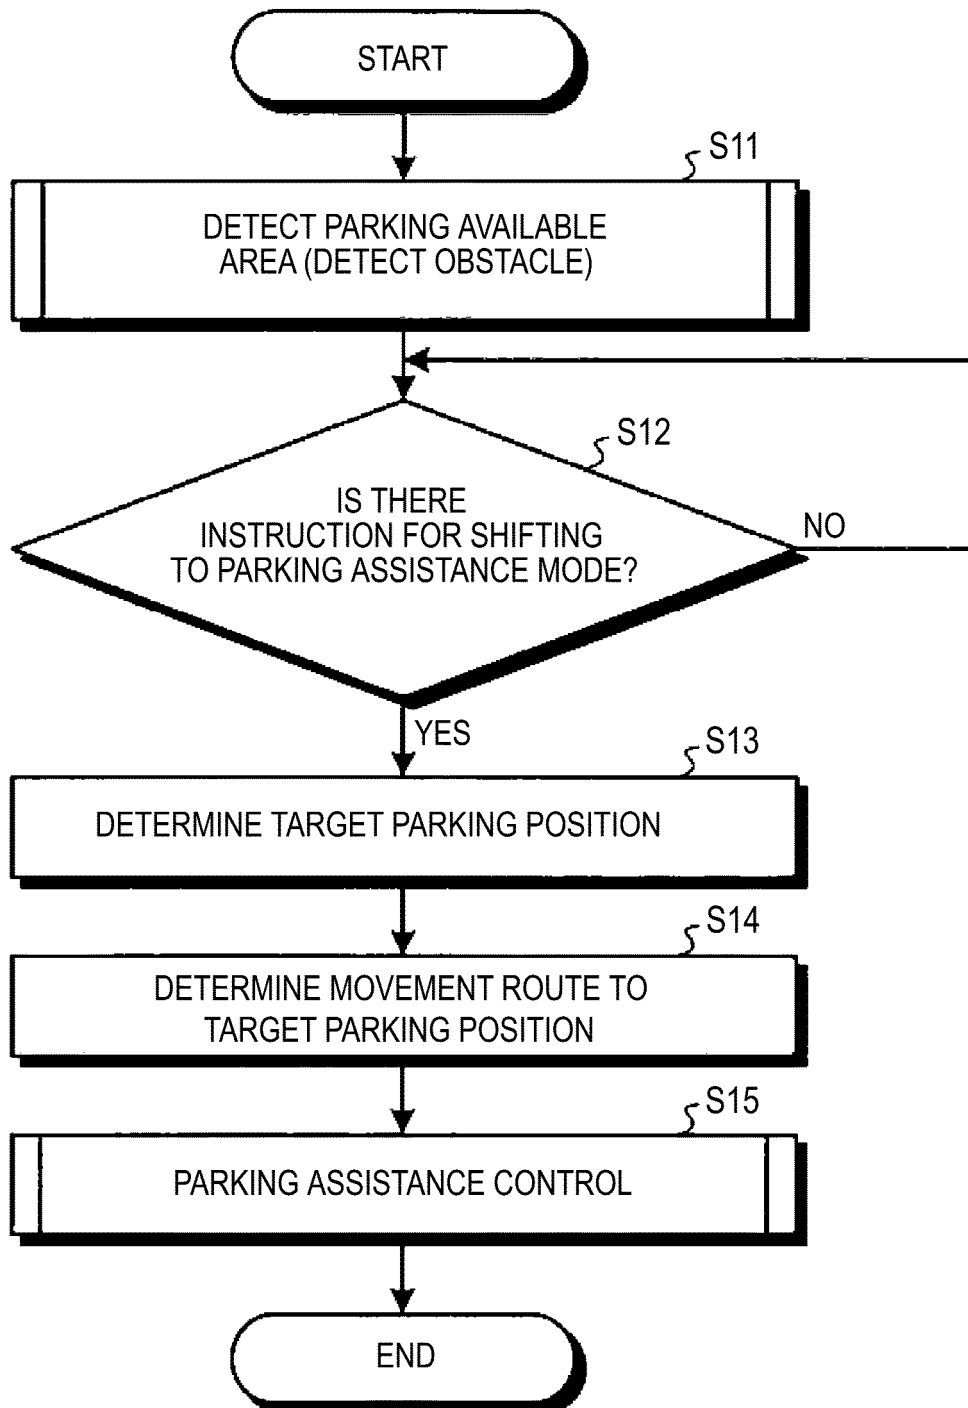 START
S11
DETECT PARKING AVAILABLE
AREA (DETECT OBSTACLE)
S12
IS THERE
INSTRUCTION FOR SHIFTING
TO PARKING ASSISTANCE MODE?
NO
YES
S13
DETERMINE TARGET PARKING POSITION
S14
DETERMINE MOVEMENT ROUTE TO
TARGET PARKING POSITION
S15
PARKING ASSISTANCE CONTROL
END